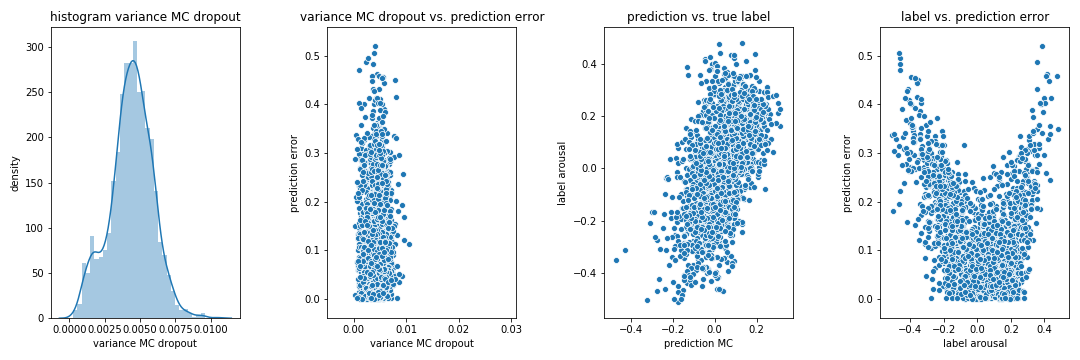 histogram variance MC dropout
300
250
200
150
100
50
0
density
0.0000 0.0025 0.0050 0.0075 0.0100
variance MC dropout
variance MC dropout vs. prediction error
0.5
0.4
0.3
0.2
0.1
0.0
prediction error
0.00 0.01 0.02 0.03
variance MC dropout
prediction vs. true label
0.4
0.2
0.0
−0.2
−0.4
label arousal
−0.4 −0.2 0.0 0.2
prediction MC
label vs. prediction error
0.5
0.4
0.3
0.2
0.1
0.0
prediction error
−0.4 −0.2 0.0 0.2 0.4
label arousal